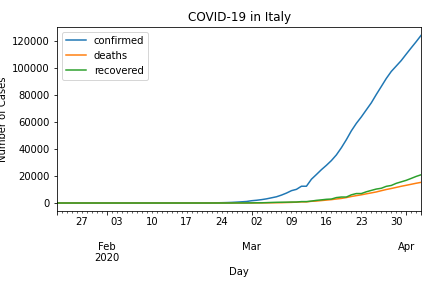 COVID-19 in Italy
120000
100000
80000
60000
40000
20000
0
confirmed
deaths
recovered
Number of Cases
27 03 10 17 24 02 09 16 23 30
Feb Mar Apr
2020
Day